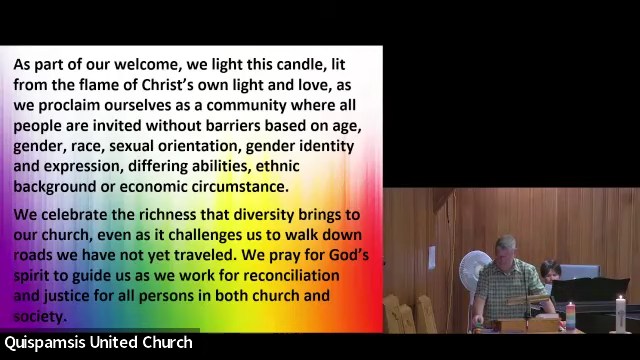 As part of our welcome, we light this candle, lit
from the flame of Christ's own light and love, as
we proclaim ourselves as a community where all
people are invited without barriers based on age,
gender, race, sexual orientation, gender identity
and expression, differing abilities, ethnic
background or economic circumstance.
We celebrate the richness that diversity brings to
our church, even as it challenges us to walk down
roads we have not yet traveled. We pray for God's
spirit to guide us as we work for reconciliation
and justice for all persons in both church and
society.
Quispamsis United Church